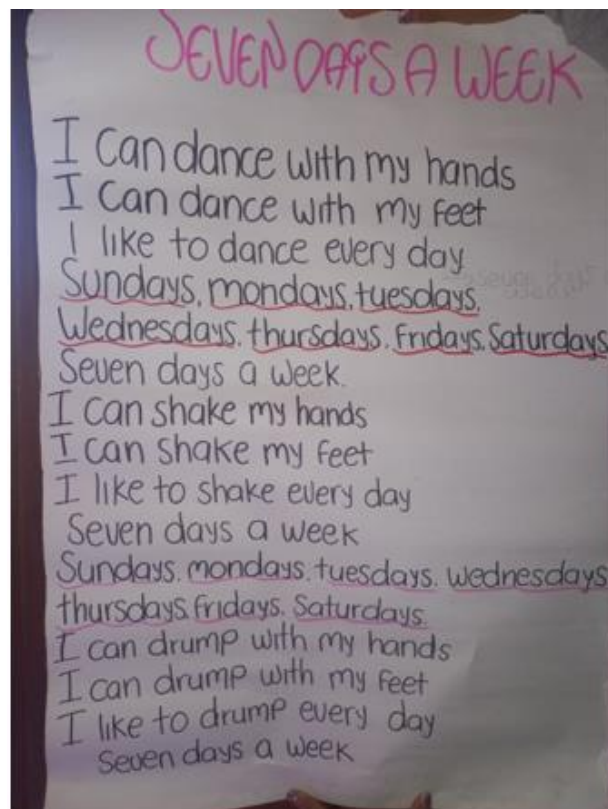 SEVEN DAYS A WEEK
I Can dance with my hands
I Can dance with my feet
I like to dance every day
Sundays, mondays, tuesdays,
Wednesdays, thursdays, Fridays, Saturdays
Seven days a week.
I can shake my hands
I can shake my feet
I like to shake every day
Seven days a week
Sundays, mondays, tuesdays, wednesdays
thursdays, fridays, Saturdays.
I can drump with my hands
I can drump with my feet
I like to drump every day
Seven days a week